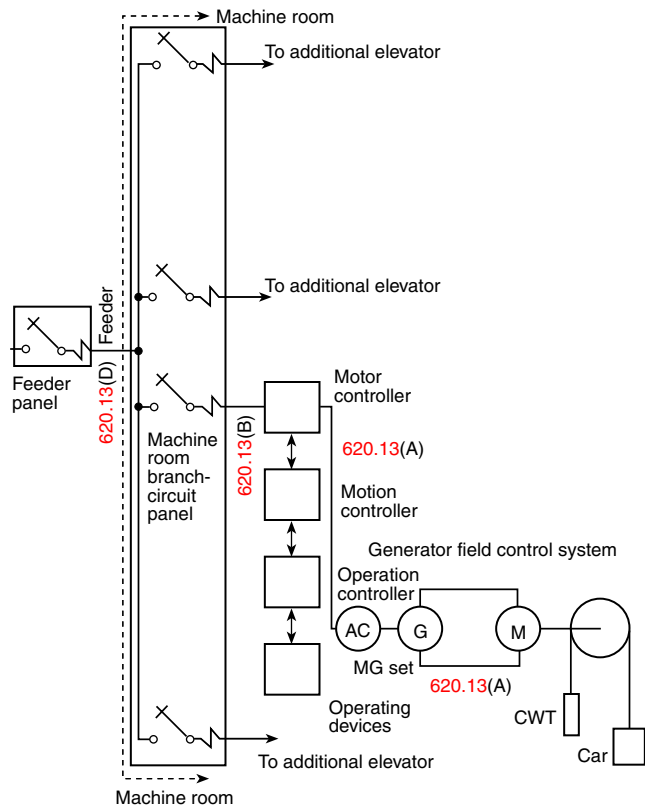 Machine room
To additional elevator
To additional elevator
Feeder
Feeder
panel
620.13(D)
Machine
room
branch-
circuit
panel
620.13(B)
Motor
controller
620.13(A)
Motion
controller
Generator field control system
Operation
controller
AC
G
M
MG set
620.13(A)
Operating
devices
CWT
Car
To additional elevator
Machine room